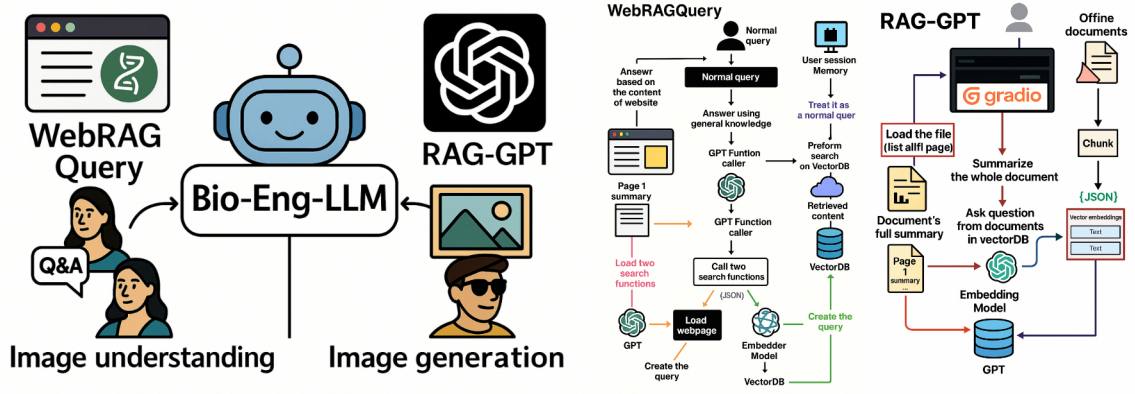 WebRAG
Query
RAG-GPT
Bio-Eng-LLM
Q&A
Image understanding
Image generation
WebRAGQuery
Normal
query
Ansewr
based on
the content
of website
Normal query
User session
Memory
Answer using
general knowledge
Treat it as
a normal quer
GPT Funtion
caller
Preform
search
on VectorDB
Page 1
summary
Retrieved
content
GPT Function
caller
Load two
search
functions
Call two
search functions
VectorDB
(JSON)
GPT
Load
webpage
Embedder
Model
Create the
query
Create the
query
VectorDB
RAG-GPT
Offine
documents
gradio
Load the file
(list allfl page)
Chunk
Summarize
the whole document
{JSON}
Document's
full summary
Ask question
from documents
in vectorDB
Vector embeddings
Text
Text
Page
1
summary
...
Embedding
Model
GPT